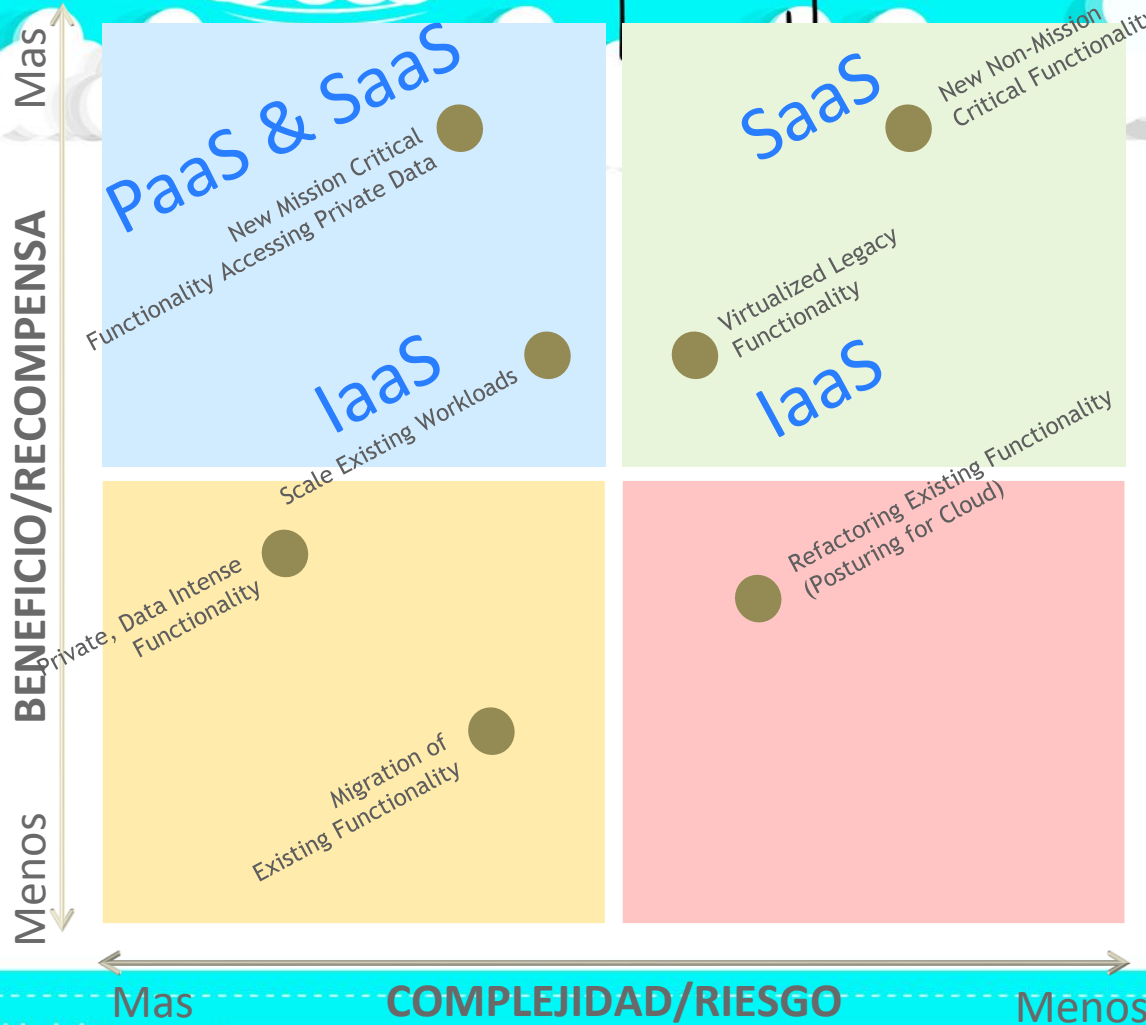 Mas
BENEFICIO/RECOMPENSA
Menos
PaaS & SaaS
New Mission Critical
Functionality Accessing Private Data
IaaS
Scale Existing Workloads
SaaS
New Non-Mission
Critical Functionality
Virtualized Legacy
Functionality
IaaS
Private, Data Intense
Functionality
Migration of
Existing Functionality
Refactoring Existing Functionality
(Posturing for Cloud)
Mas
COMPLEJIDAD/RIESGO
Menos